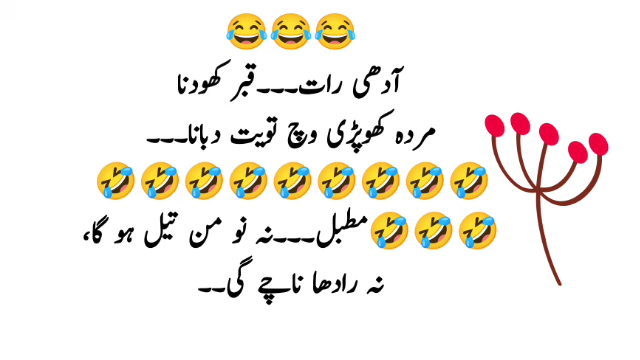 😂😂😂
آدھی رات۔۔۔قبر کھودنا
مردہ کھوپڑی وچ تویت دبانا۔۔۔
🤣🤣🤣🤣🤣🤣🤣🤣🤣
🤣🤣🤣مطبل۔۔۔نہ نو من تیل ہو گا،
نہ رادھا ناچے گی۔۔